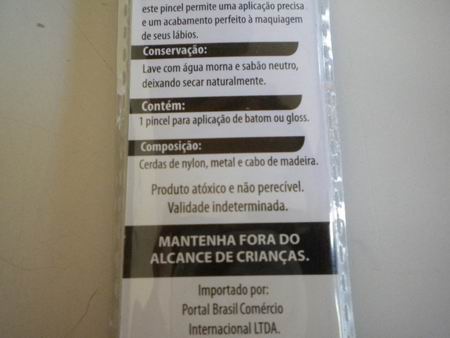 este pincel permite uma aplicação precisa
e um acabamento perfeito à maquiagem
de seus lábios.
Conservação:
Lave com água morna e sabão neutro,
deixando secar naturalmente.
Contém:
1 pincel para aplicação de batom ou gloss.
Composição:
Cerdas de nylon, metal e cabo de madeira.
Produto atóxico e não perecível.
Validade indeterminada.
MANTENHA FORA DO
ALCANCE DE CRIANÇAS.
Importado por:
Portal Brasil Comércio
Internacional LTDA.